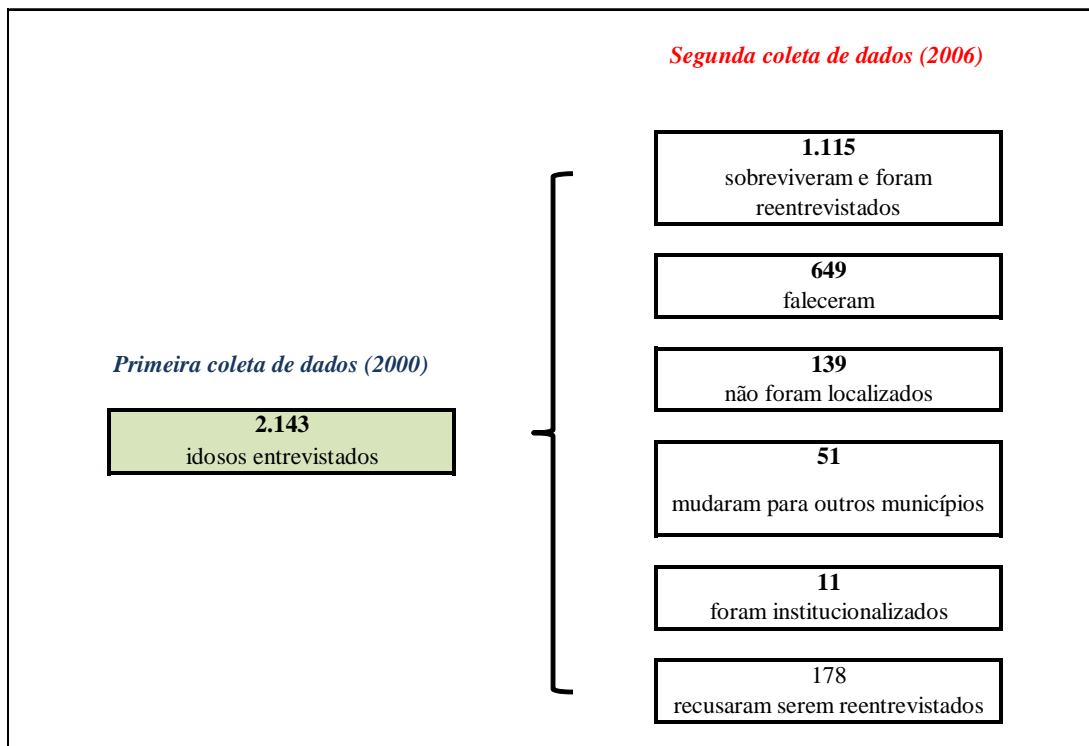 Segunda coleta de dados (2006)
1.115
sobreviveram e foram
reentrevistados
649
faleceram
139
não foram localizados
Primeira coleta de dados (2000)
2.143
idosos entrevistados
51
mudaram para outros municípios
11
foram institucionalizados
178
recusaram serem reentrevistados